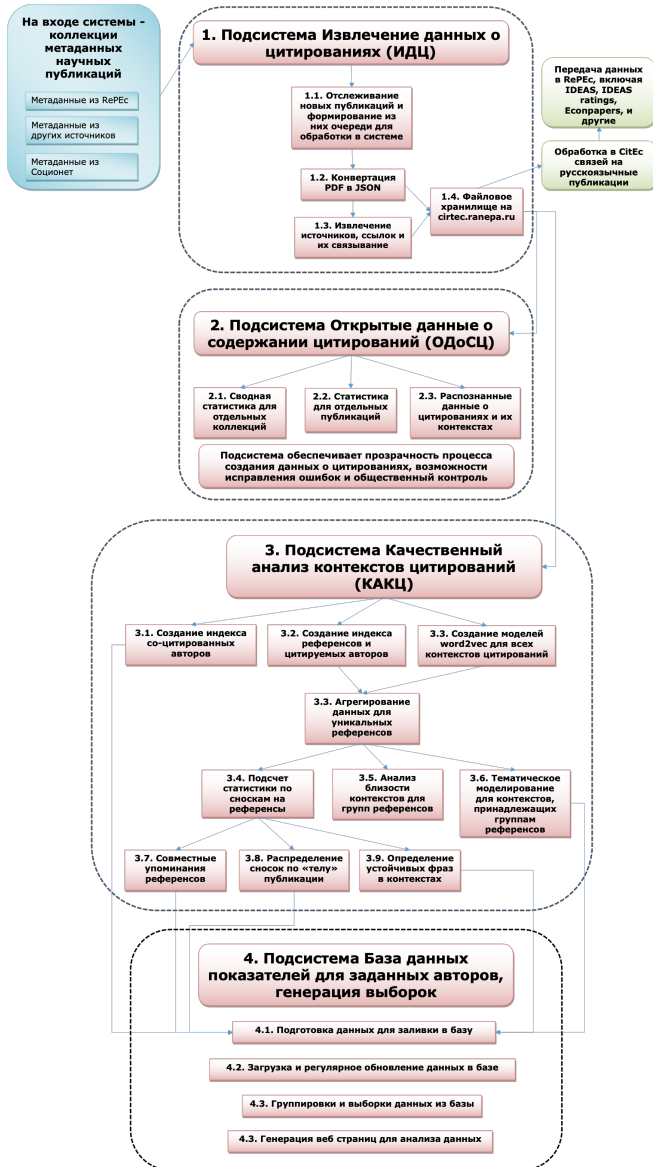 На входе системы -
коллекции
метаданных
научных
публикаций
Метаданные из RePEc
Метаданные из
других источников
Метаданные из
Соционет
1. Подсистема Извлечение данных о
цитированиях (ИДЦ)
1.1. Отслеживание
новых публикаций и
формирование из
них очереди для
обработки в системе
1.2. Конвертация
PDF в JSON
1.3. Извлечение
источников, ссылок и
их связывание
1.4. Файловое
хранилище на
cirtec.ranepa.ru
Передача данных
в RePEc, включая
IDEAS, IDEAS
ratings,
Econpapers, и
другие
Обработка в CitEc
связей на
русскоязычные
публикации
2. Подсистема Открытые данные о
содержании цитирований (ОДоСЦ)
2.1. Сводная
статистика для
отдельных
коллекций
2.2. Статистика
для отдельных
публикаций
2.3. Распознанные
данные о
цитированиях и их
контекстах
Подсистема обеспечивает прозрачность процесса
создания данных о цитированиях, возможности
исправления ошибок и общественный контроль
3. Подсистема Качественный
анализ контекстов цитирований
(КАКЦ)
3.1. Создание индекса
со-цитированных
авторов
3.2. Создание индекса
референсов и
цитируемых авторов
3.3. Создание моделей
word2vec для всех
контекстов цитирований
3.3. Агрегирование
данных для
уникальных
референсов
3.4. Подсчет
статистики по
сноскам на
референсы
3.5. Анализ
близости
контекстов для
групп референсов
3.6. Тематическое
моделирование
для контекстов,
принадлежащих
группам
референсов
3.7. Совместные
упоминания
референсов
3.8. Распределение
сносок по «телу»
публикации
3.9. Определение
устойчивых фраз
в контекстах
4. Подсистема База данных
показателей для заданных авторов,
генерация выборок
4.1. Подготовка данных для заливки в базу
4.2. Загрузка и регулярное обновление данных в базе
4.3. Группировки и выборки данных из базы
4.3. Генерация веб страниц для анализа данных